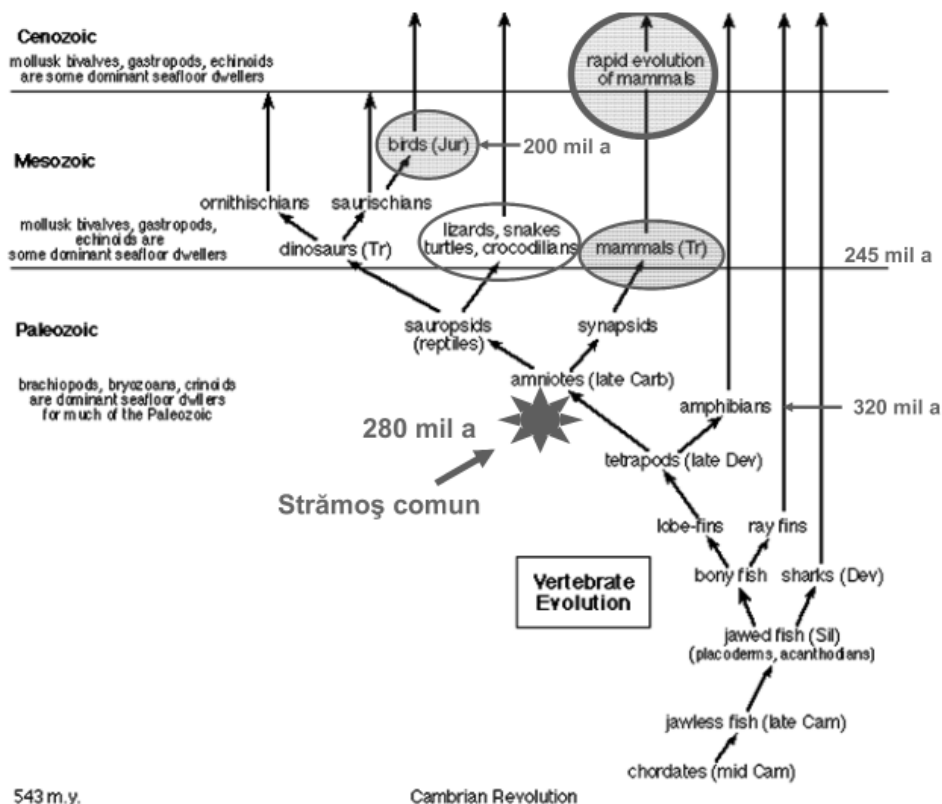 Cenozoic
mollusk bivalves, gastropods, echinoids
are some dominant seafloor dwellers
rapid evolution
of mammals
birds (Jur)
200 mil a
Mesozoic
ornithischians
saurischians
mollusk bivalves, gastropods,
echinoids are
some dominant seafloor dwellers
dinosaurs (Tr)
lizards, snakes
turtles, crocodilians
mammals (Tr)
245 mil a
Paleozoic
sauropsids
(reptiles)
synapsids
brachiopods, bryozoans, crinoids
are dominant seafloor dwllers
for much of the Paleozoic
amniotes (late Carb)
amphibians
320 mil a
280 mil a
tetrapods (late Dev)
Strămoş comun
lobe-fins
ray fins
Vertebrate
Evolution
bony fish
sharks (Dev)
jawed fish (Sil)
(placoderms, acanthodians)
jawless fish (late Cam)
chordates (mid Cam)
543 m.y.
Cambrian Revolution